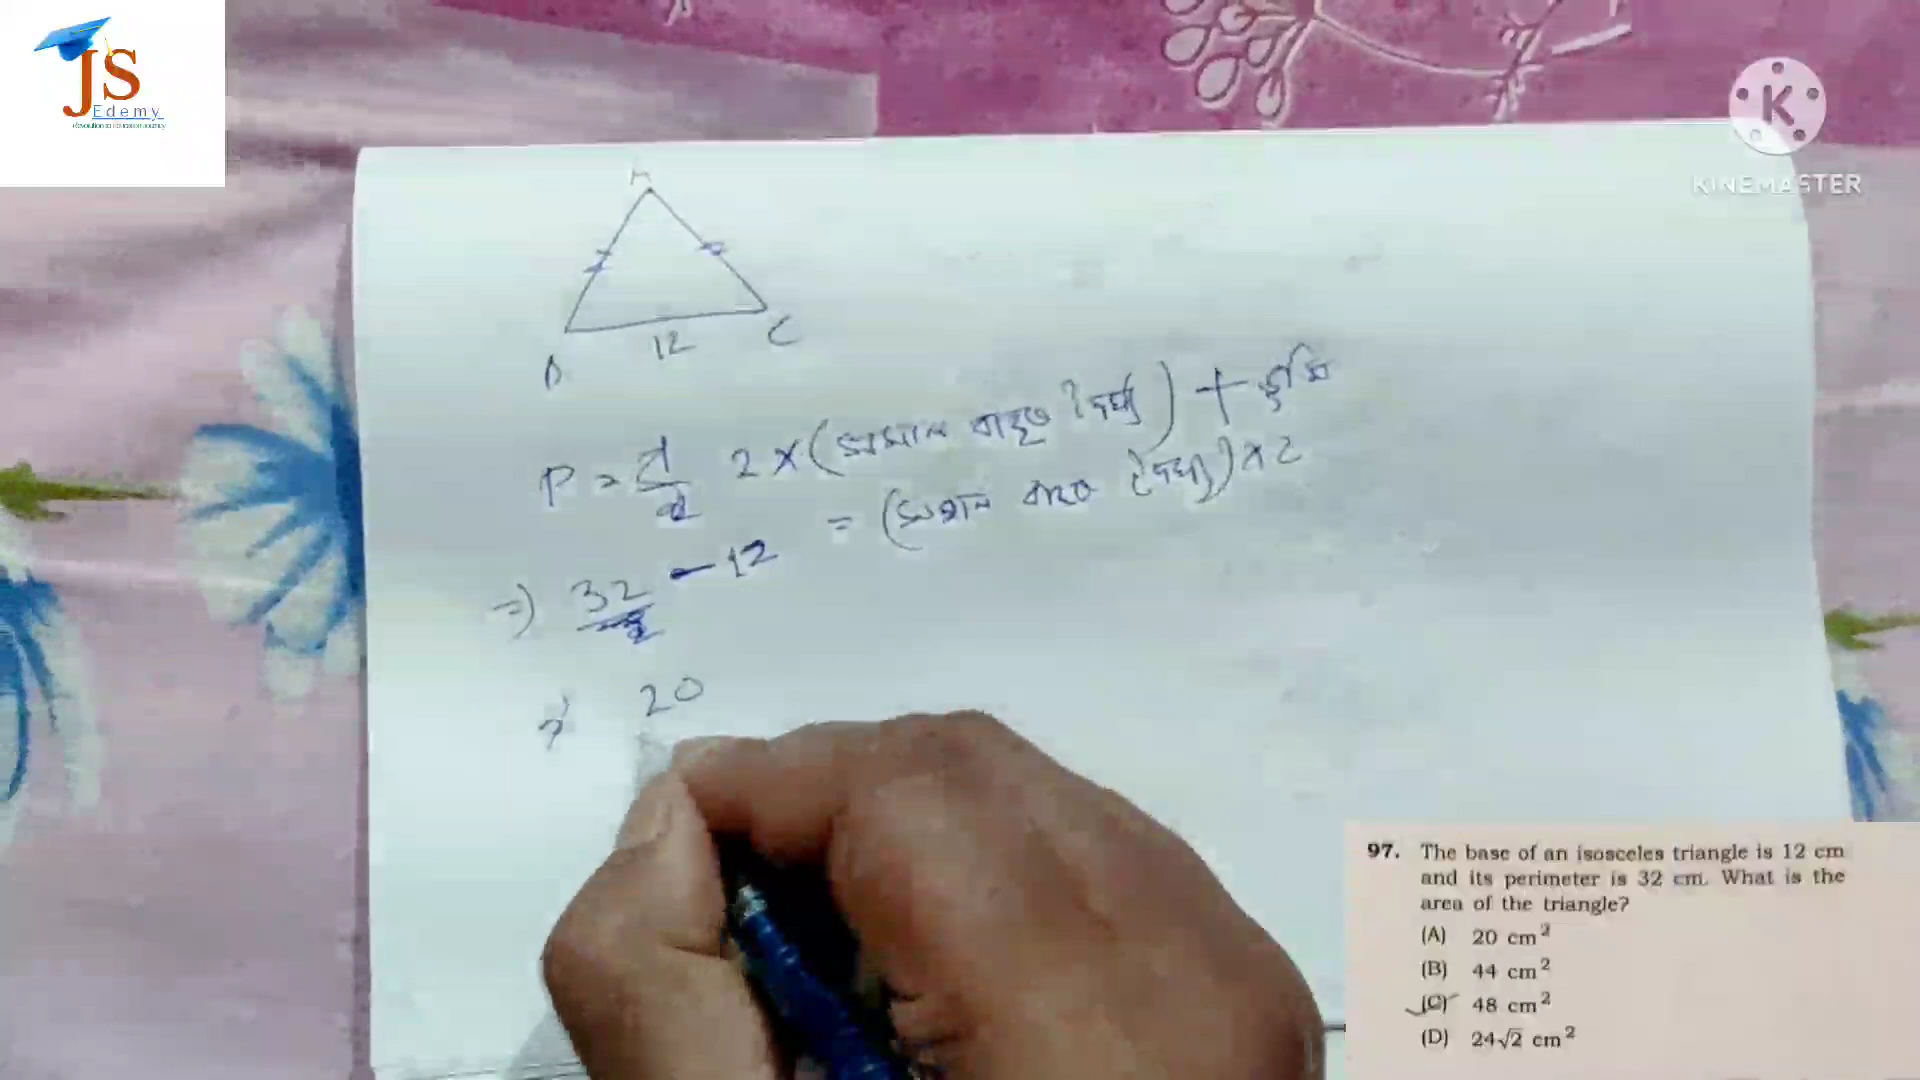 JS
Edemy
KINEMASTER
A
B
12
C
P = 2 × (সমান বাহুৰ দৈৰ্ঘ্য) + ভূমি
⇒ 32 - 12 = (সমান বাহুৰ দৈৰ্ঘ্য) × 2
⇒ 20
97. The base of an isosceles triangle is 12 cm
and its perimeter is 32 cm. What is the
area of the triangle?
(A) 20 cm²
(B) 44 cm²
(C) 48 cm²
(D) 24√2 cm²